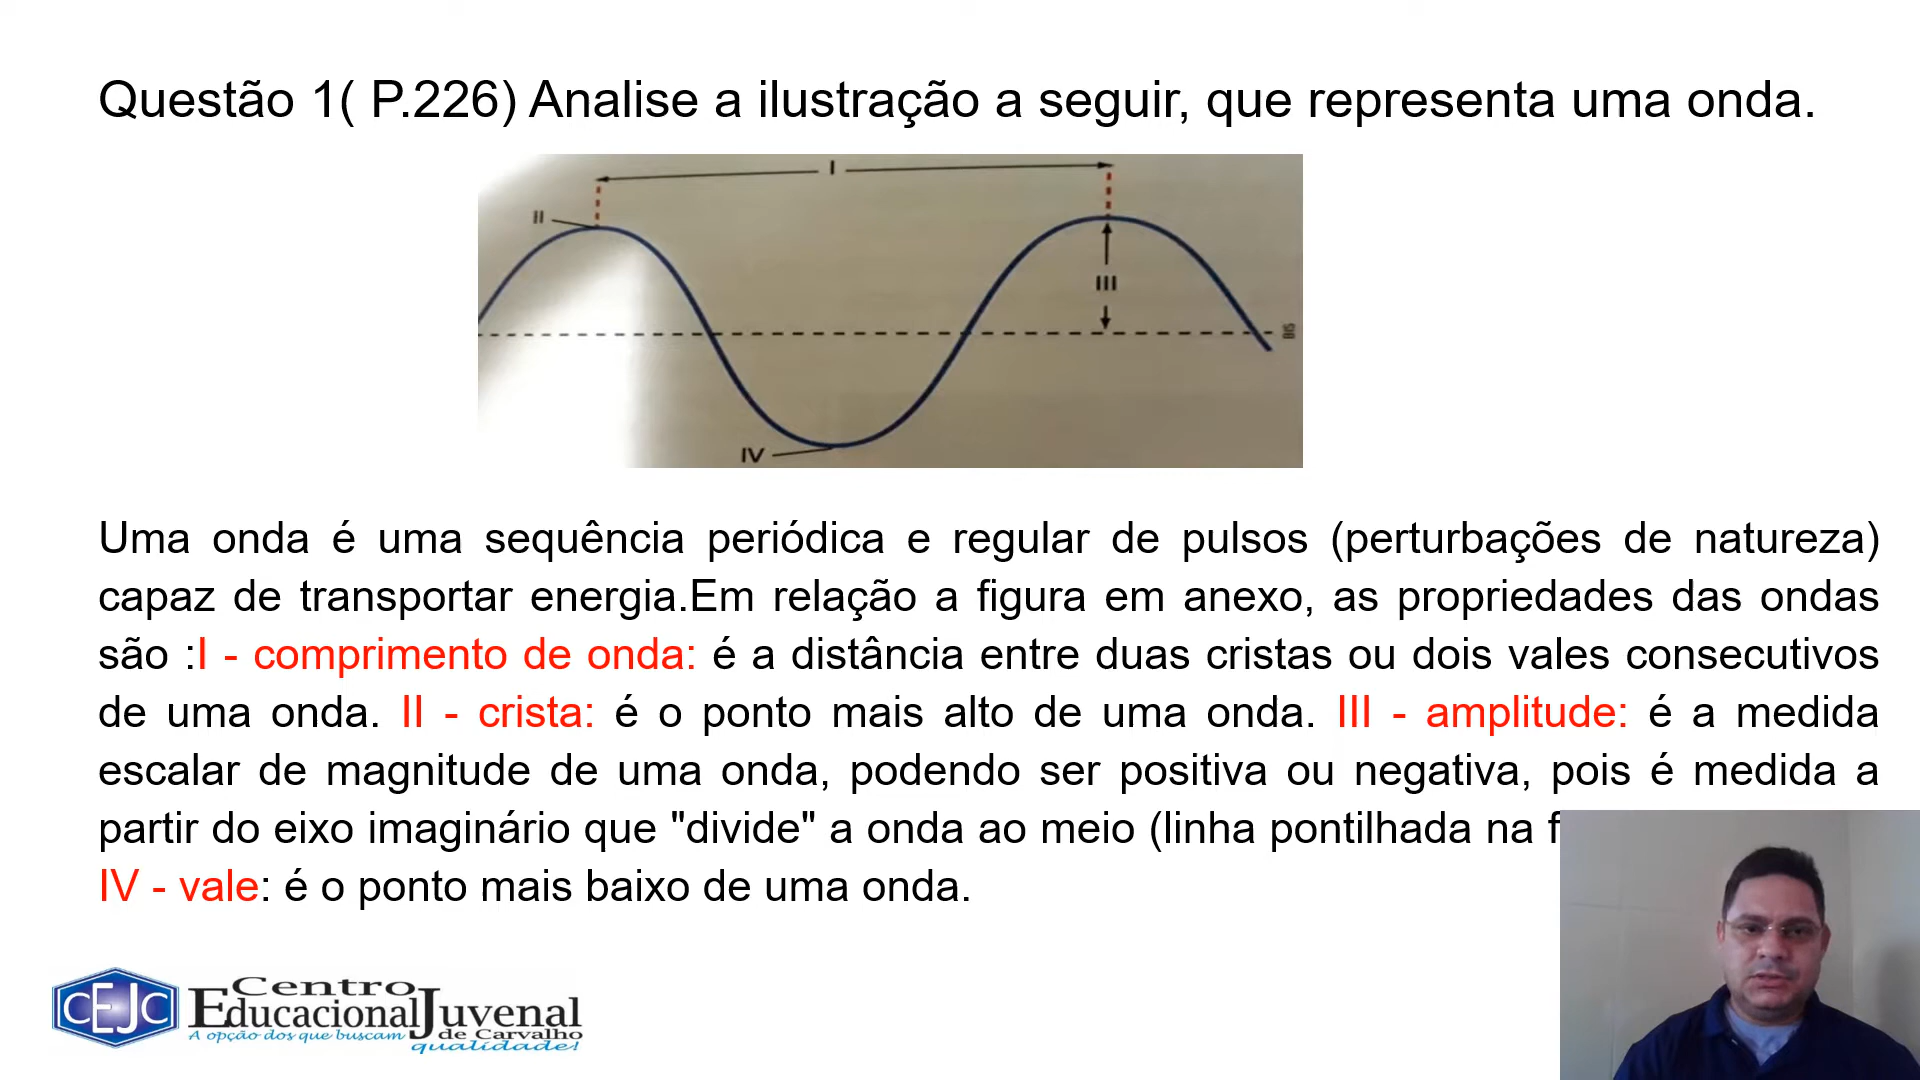 Questão 1( P.226) Analise a ilustração a seguir, que representa uma onda.
I
II
III
BIS
IV
Uma onda é uma sequência periódica e regular de pulsos (perturbações de natureza)
capaz de transportar energia.Em relação a figura em anexo, as propriedades das ondas
são :I - comprimento de onda: é a distância entre duas cristas ou dois vales consecutivos
de uma onda. II - crista: é o ponto mais alto de uma onda. III - amplitude: é a medida
escalar de magnitude de uma onda, podendo ser positiva ou negativa, pois é medida a
partir do eixo imaginário que "divide" a onda ao meio (linha pontilhada na
IV - vale: é o ponto mais baixo de uma onda.
CEJC
Centro
Educacional Juvenal
de Carvalho
A opção dos que buscam
qualidade!